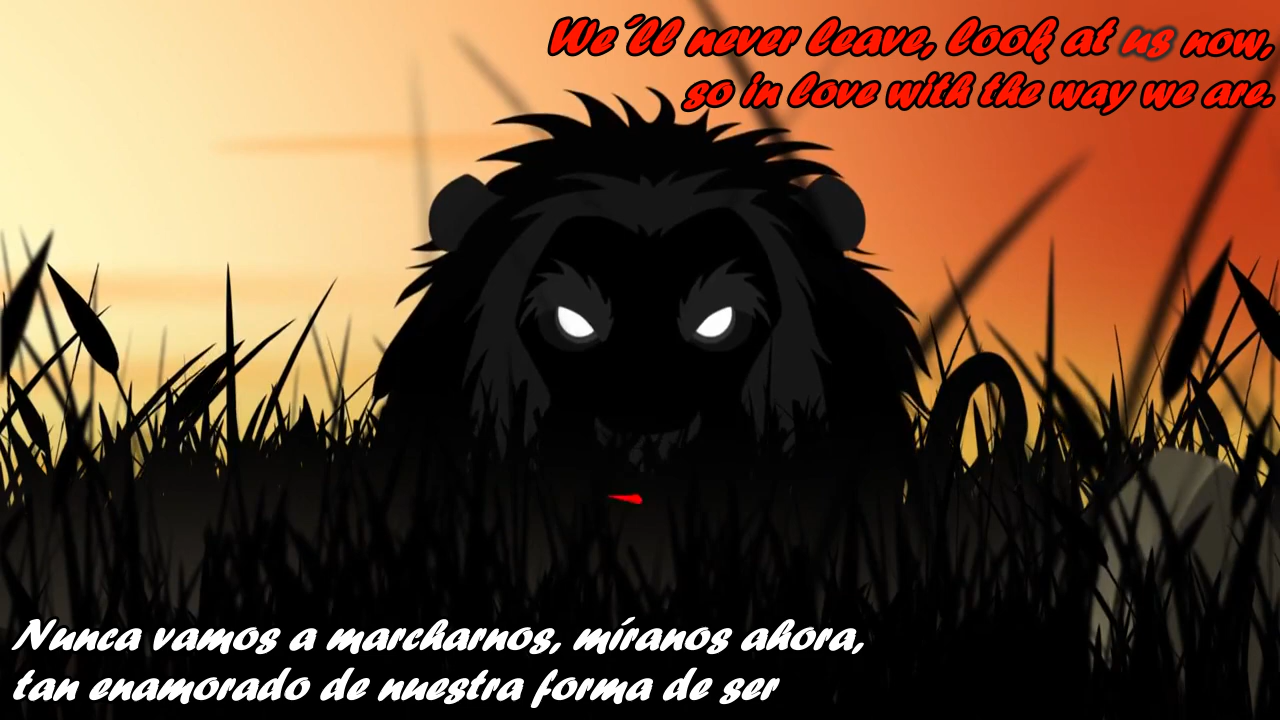 We´ll never leave, look at us now,
so in love with the way we are.
Nunca vamos a marcharnos, míranos ahora,
tan enamorado de nuestra forma de ser